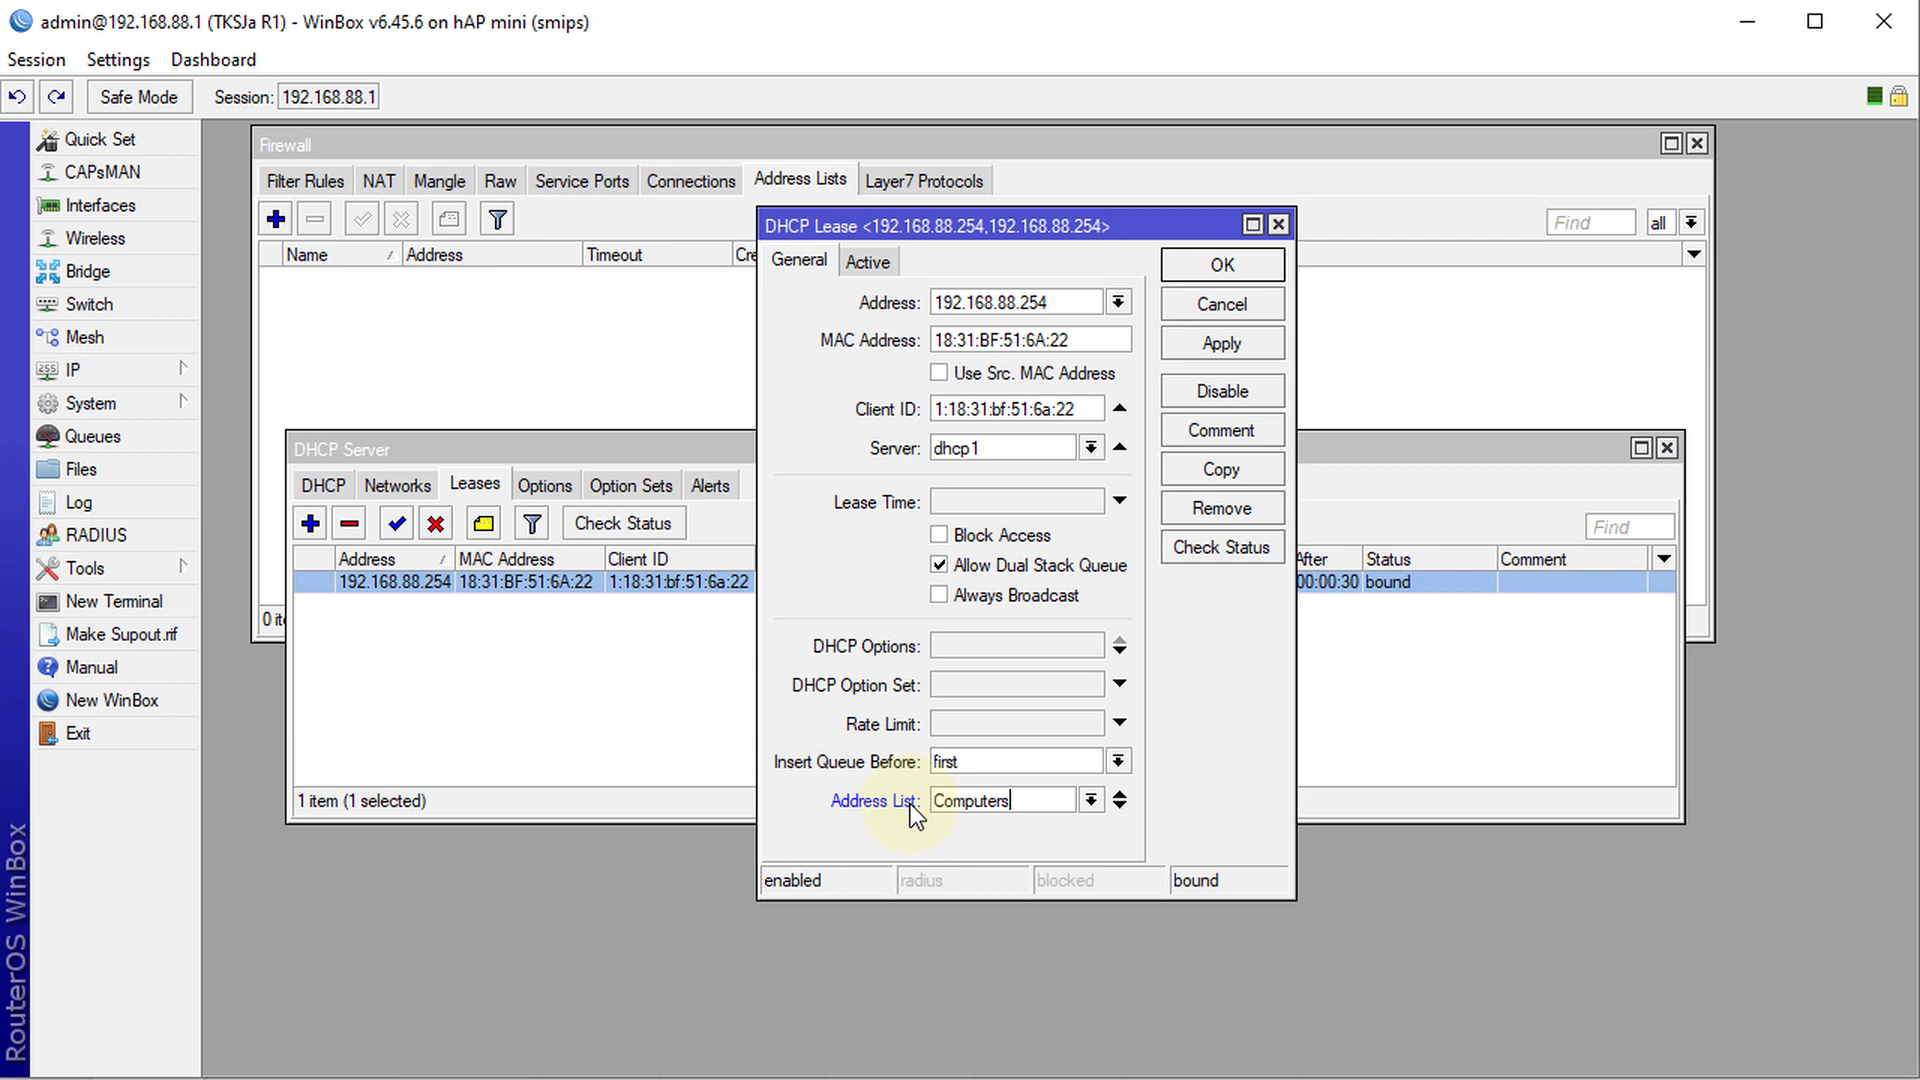 admin@192.168.88.1 (TKSJa R1) - WinBox v6.45.6 on hAP mini (smips)
Session Settings Dashboard
Safe Mode Session: 192.168.88.1
Quick Set
CAPsMAN
Interfaces
Wireless
Bridge
Switch
Mesh
255 IP
System
Queues
Files
Log
RADIUS
Tools
New Terminal
Make Supout.rif
Manual
New WinBox
Exit
RouterOS WinBox
Firewall
Filter Rules NAT Mangle Raw Service Ports Connections Address Lists Layer7 Protocols
Find all
Name Address Timeout Cre
0 ite
DHCP Server
DHCP Networks Leases Options Option Sets Alerts
Check Status
Find
Address MAC Address Client ID After Status Comment
192.168.88.254 18:31:BF:51:6A:22 1:18:31:bf:51:6a:22 00:00:30 bound
1 item (1 selected)
DHCP Lease <192.168.88.254,192.168.88.254>
General Active
Address: 192.168.88.254
MAC Address: 18:31:BF:51:6A:22
Use Src. MAC Address
Client ID: 1:18:31:bf:51:6a:22
Server: dhcp1
Lease Time:
Block Access
Allow Dual Stack Queue
Always Broadcast
DHCP Options:
DHCP Option Set:
Rate Limit:
Insert Queue Before: first
Address List: Computers
OK
Cancel
Apply
Disable
Comment
Copy
Remove
Check Status
enabled radius blocked bound